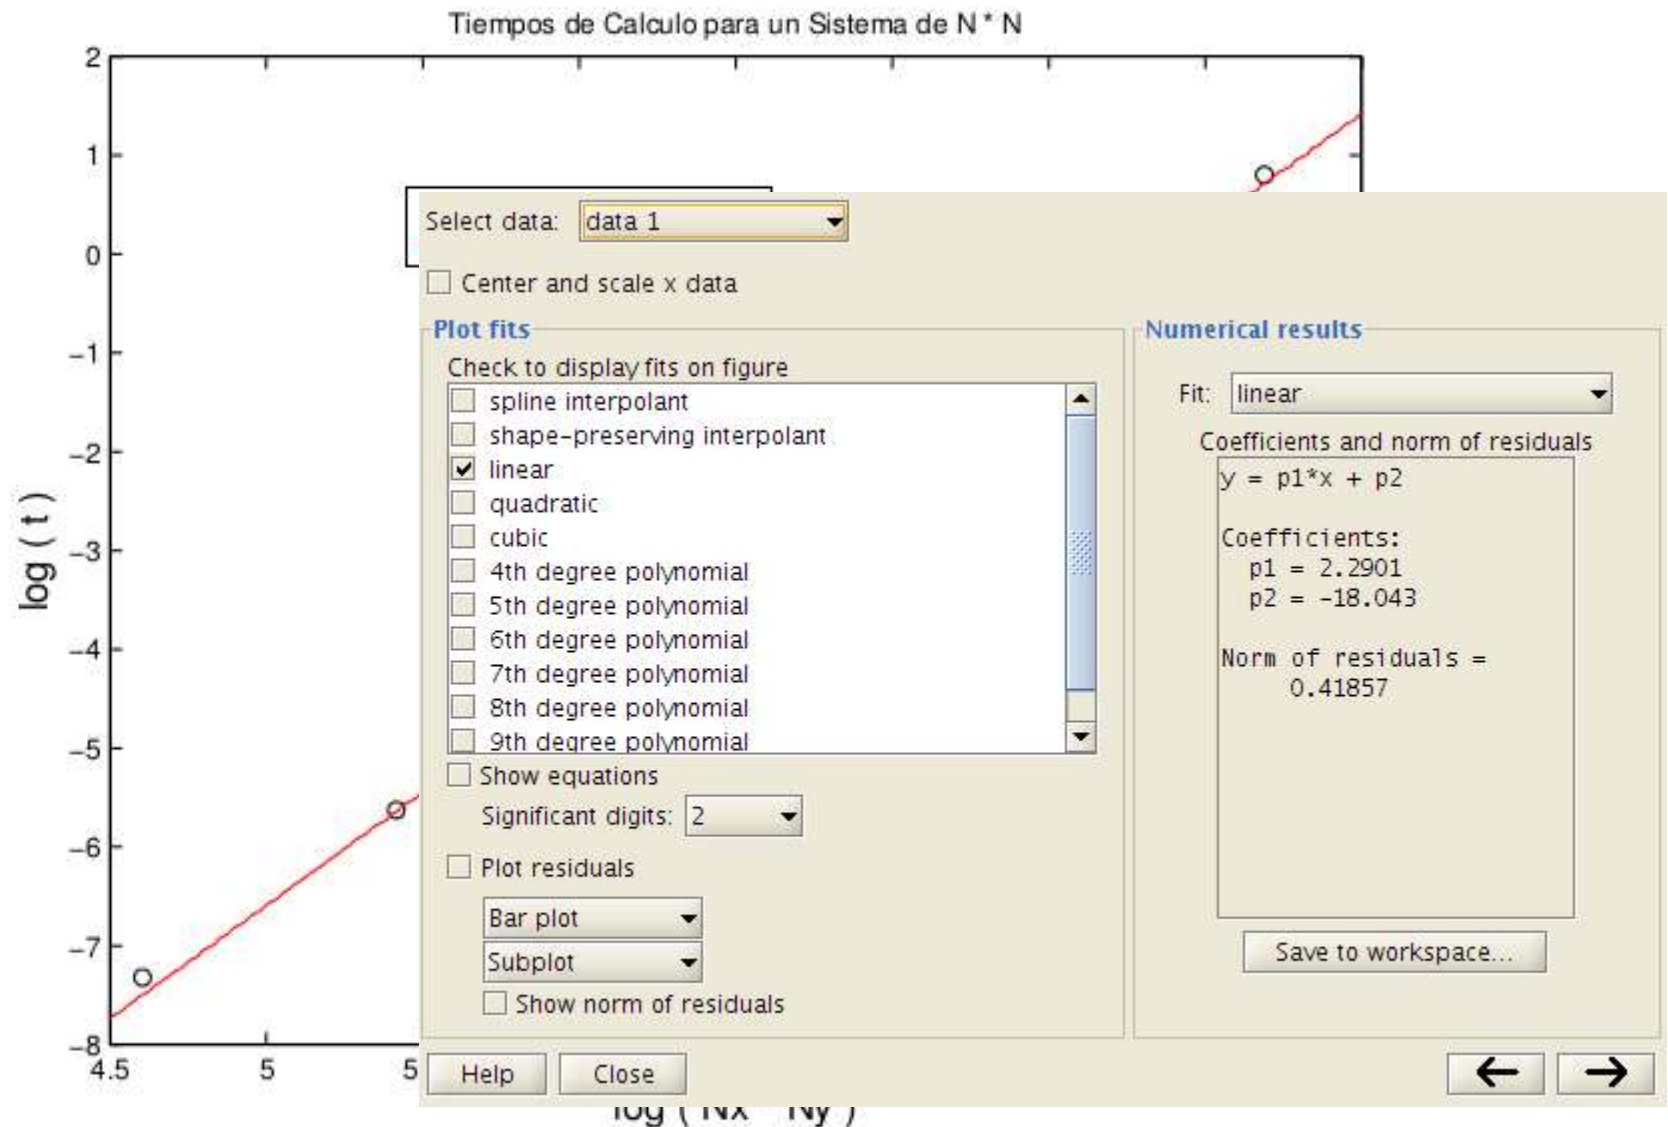 Tiempos de Calculo para un Sistema de N * N
2
1
0
−1
−2
−3
−4
−5
−6
−7
−8
log ( t )
4.5
5
5
Select data: data 1
Center and scale x data
Plot fits
Check to display fits on figure
spline interpolant
shape-preserving interpolant
linear
quadratic
cubic
4th degree polynomial
5th degree polynomial
6th degree polynomial
7th degree polynomial
8th degree polynomial
9th degree polynomial
Show equations
Significant digits: 2
Plot residuals
Bar plot
Subplot
Show norm of residuals
Help
Close
Numerical results
Fit: linear
Coefficients and norm of residuals
y = p1*x + p2
Coefficients:
p1 = 2.2901
p2 = -18.043
Norm of residuals =
0.41857
Save to workspace...
log ( Nx Ny )